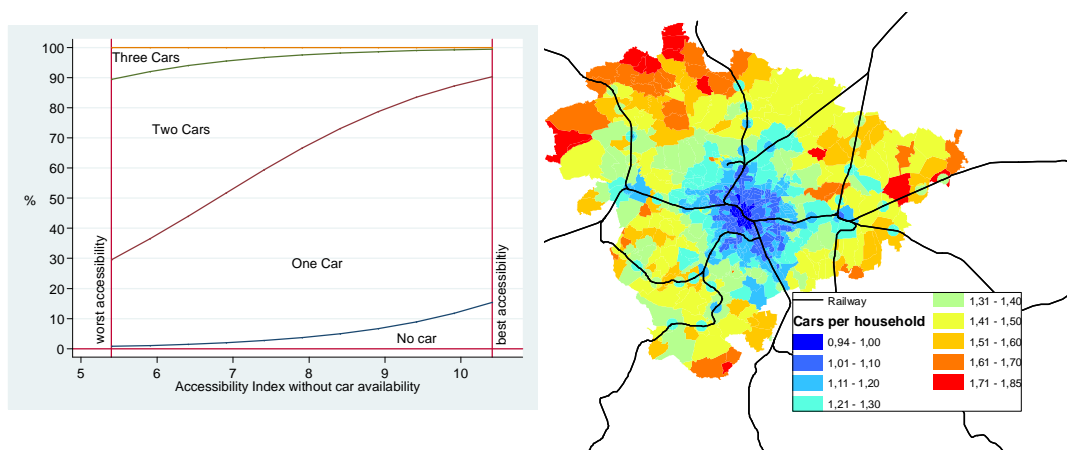 100
90
80
70
60
50
40
30
20
10
0
%
Three Cars
Two Cars
One Car
No car
worst accessibility
best accessibiltiy
5
6
7
8
9
10
Accessibility Index without car availability
Railway
Cars per household
0,94 - 1,00
1,01 - 1,10
1,11 - 1,20
1,21 - 1,30
1,31 - 1,40
1,41 - 1,50
1,51 - 1,60
1,61 - 1,70
1,71 - 1,85